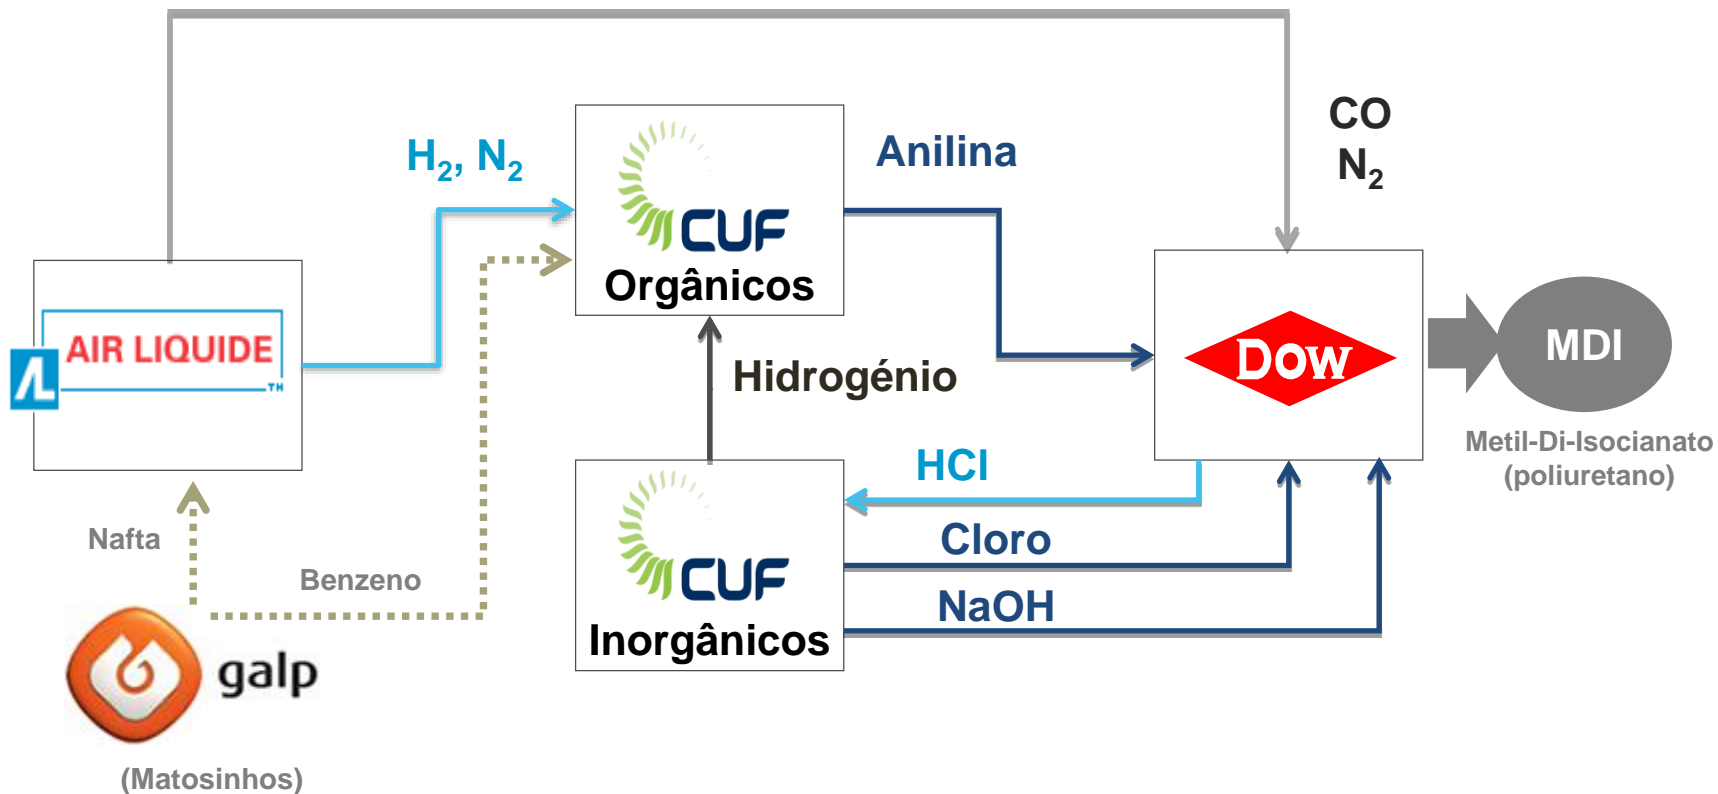 CO
N₂
H₂, N₂
Anilina
CUF
Orgânicos
AIR LIQUIDE
AL
TM
Hidrogénio
DOW
MDI
Metil-Di-Isocianato
(poliuretano)
HCl
Cloro
NaOH
CUF
Inorgânicos
Nafta
Benzeno
galp
(Matosinhos)